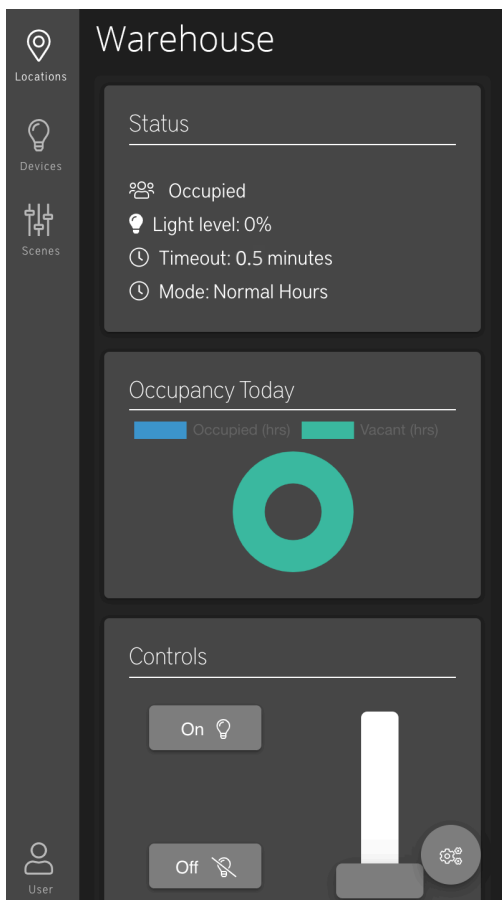 Warehouse
Locations
Devices
Scenes
User
Status
Occupied
Light level: 0%
Timeout: 0.5 minutes
Mode: Normal Hours
Occupancy Today
Occupied (hrs) Vacant (hrs)
Controls
On
Off